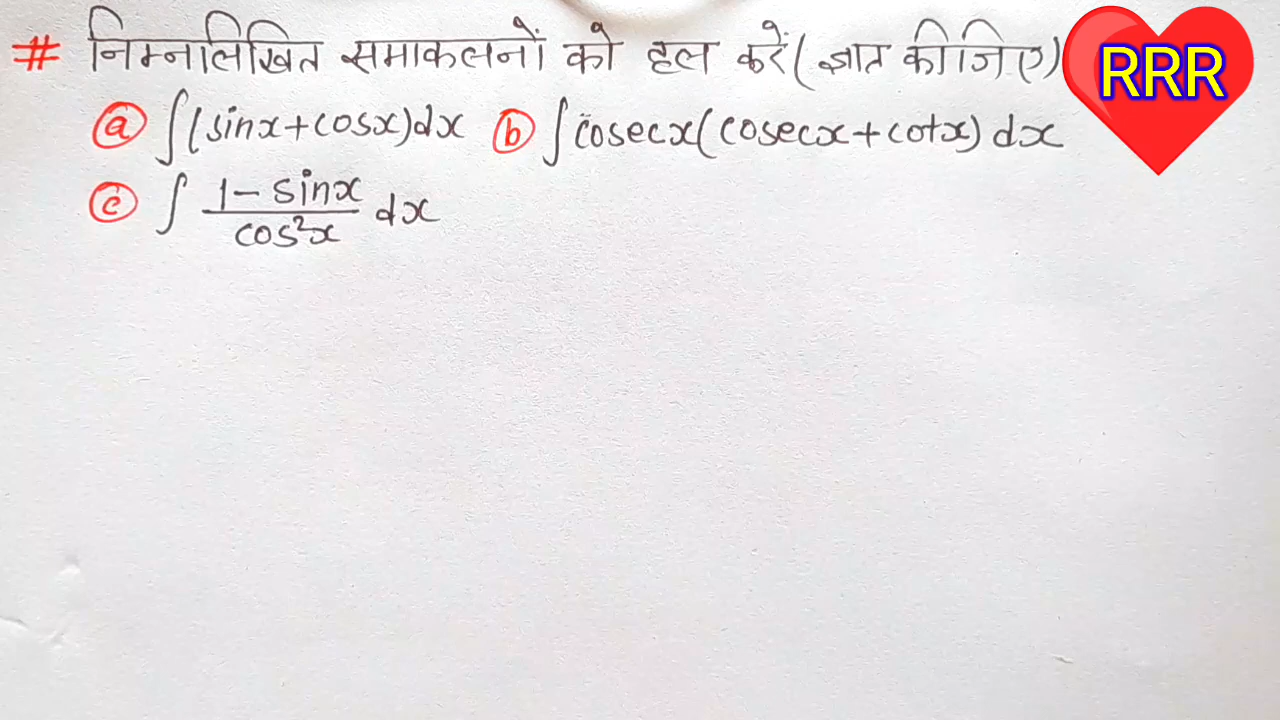 # निम्नलिखित समाकलनों को हल करें (ज्ञात कीजिए) RRR
(a) ∫(sinx+cosx)dx (b) ∫cosecx(cosecx+cotx) dx
(c) ∫ (1-sinx)/(cos²x) dx